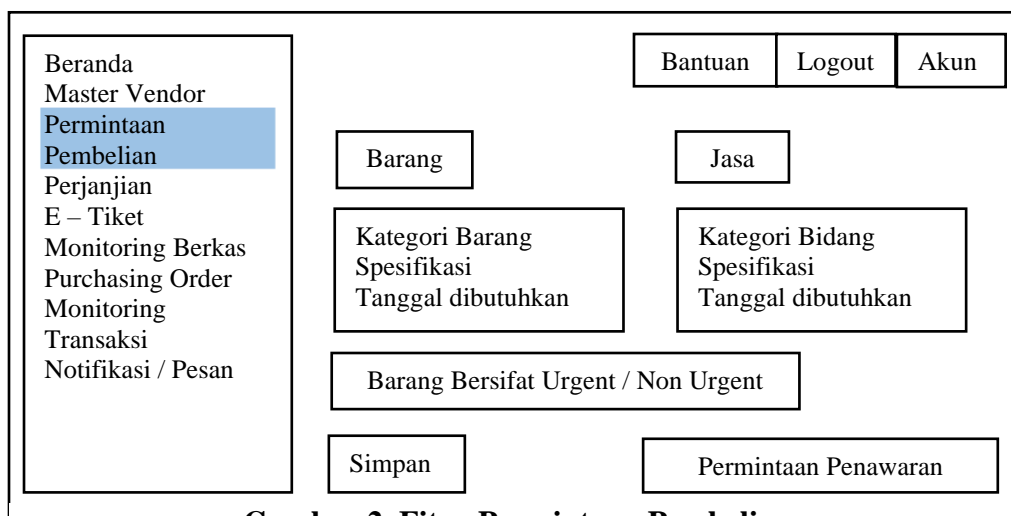 Beranda
Master Vendor
Permintaan
Pembelian
Perjanjian
E – Tiket
Monitoring Berkas
Purchasing Order
Monitoring
Transaksi
Notifikasi / Pesan
Bantuan Logout Akun
Barang
Jasa
Kategori Barang
Spesifikasi
Tanggal dibutuhkan
Kategori Bidang
Spesifikasi
Tanggal dibutuhkan
Barang Bersifat Urgent / Non Urgent
Simpan
Permintaan Penawaran